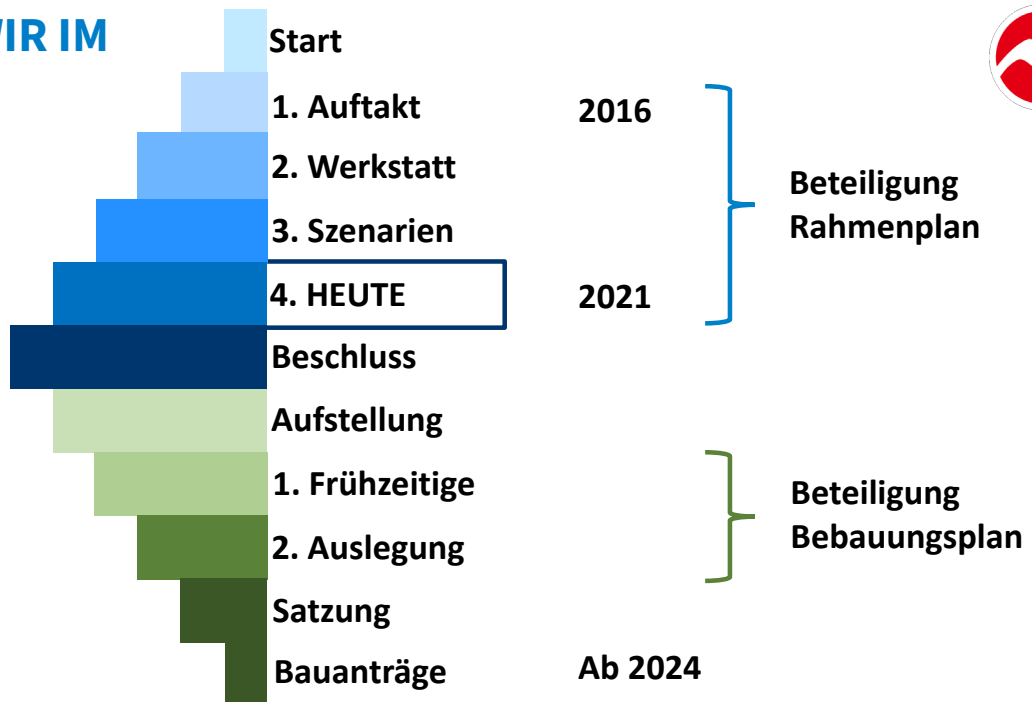 WIR IM
Start
1. Auftakt
2016
2. Werkstatt
Beteiligung
Rahmenplan
3. Szenarien
4. HEUTE
2021
Beschluss
Aufstellung
1. Frühzeitige
Beteiligung
Bebauungsplan
2. Auslegung
Satzung
Bauanträge
Ab 2024